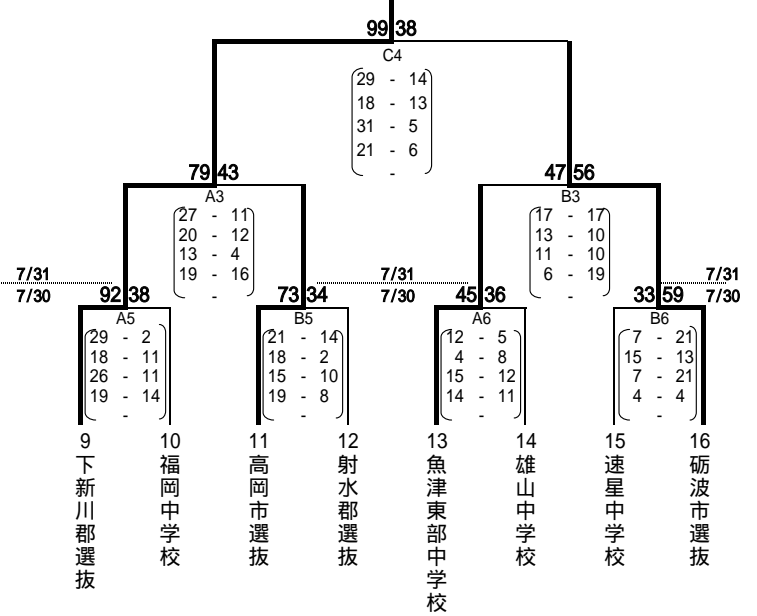 99 38
C4
29 - 14
18 - 13
31 - 5
21 - 6
-
79 43
47 56
A3
B3
27 - 11
20 - 12
13 - 4
19 - 16
-
17 - 17
13 - 10
11 - 10
6 - 19
-
7/31
7/31
7/31
7/30
7/30
7/30
92 38
73 34
45 36
33 59
A5
B5
A6
B6
29 - 2
18 - 11
26 - 11
19 - 14
-
21 - 14
18 - 2
15 - 10
19 - 8
-
12 - 5
4 - 8
15 - 12
14 - 11
-
7 - 21
15 - 13
7 - 21
4 - 4
-
9
下新川郡選抜
10
福岡中学校
11
高岡市選抜
12
射水郡選抜
13
魚津東部中学校
14
雄山中学校
15
速星中学校
16
砺波市選抜